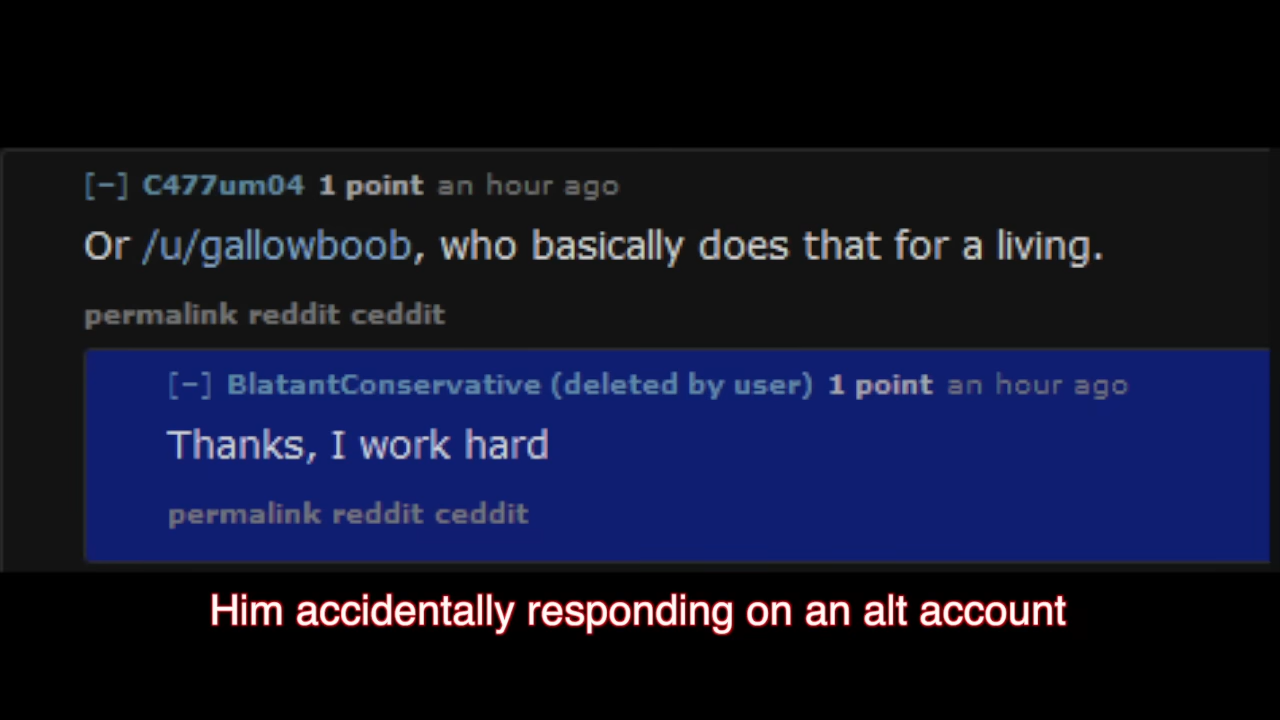 [−] C477um04 1 point an hour ago
Or /u/gallowboob, who basically does that for a living.
permalink reddit ceddit
[−] BlatantConservative (deleted by user) 1 point an hour ago
Thanks, I work hard
permalink reddit ceddit
Him accidentally responding on an alt account